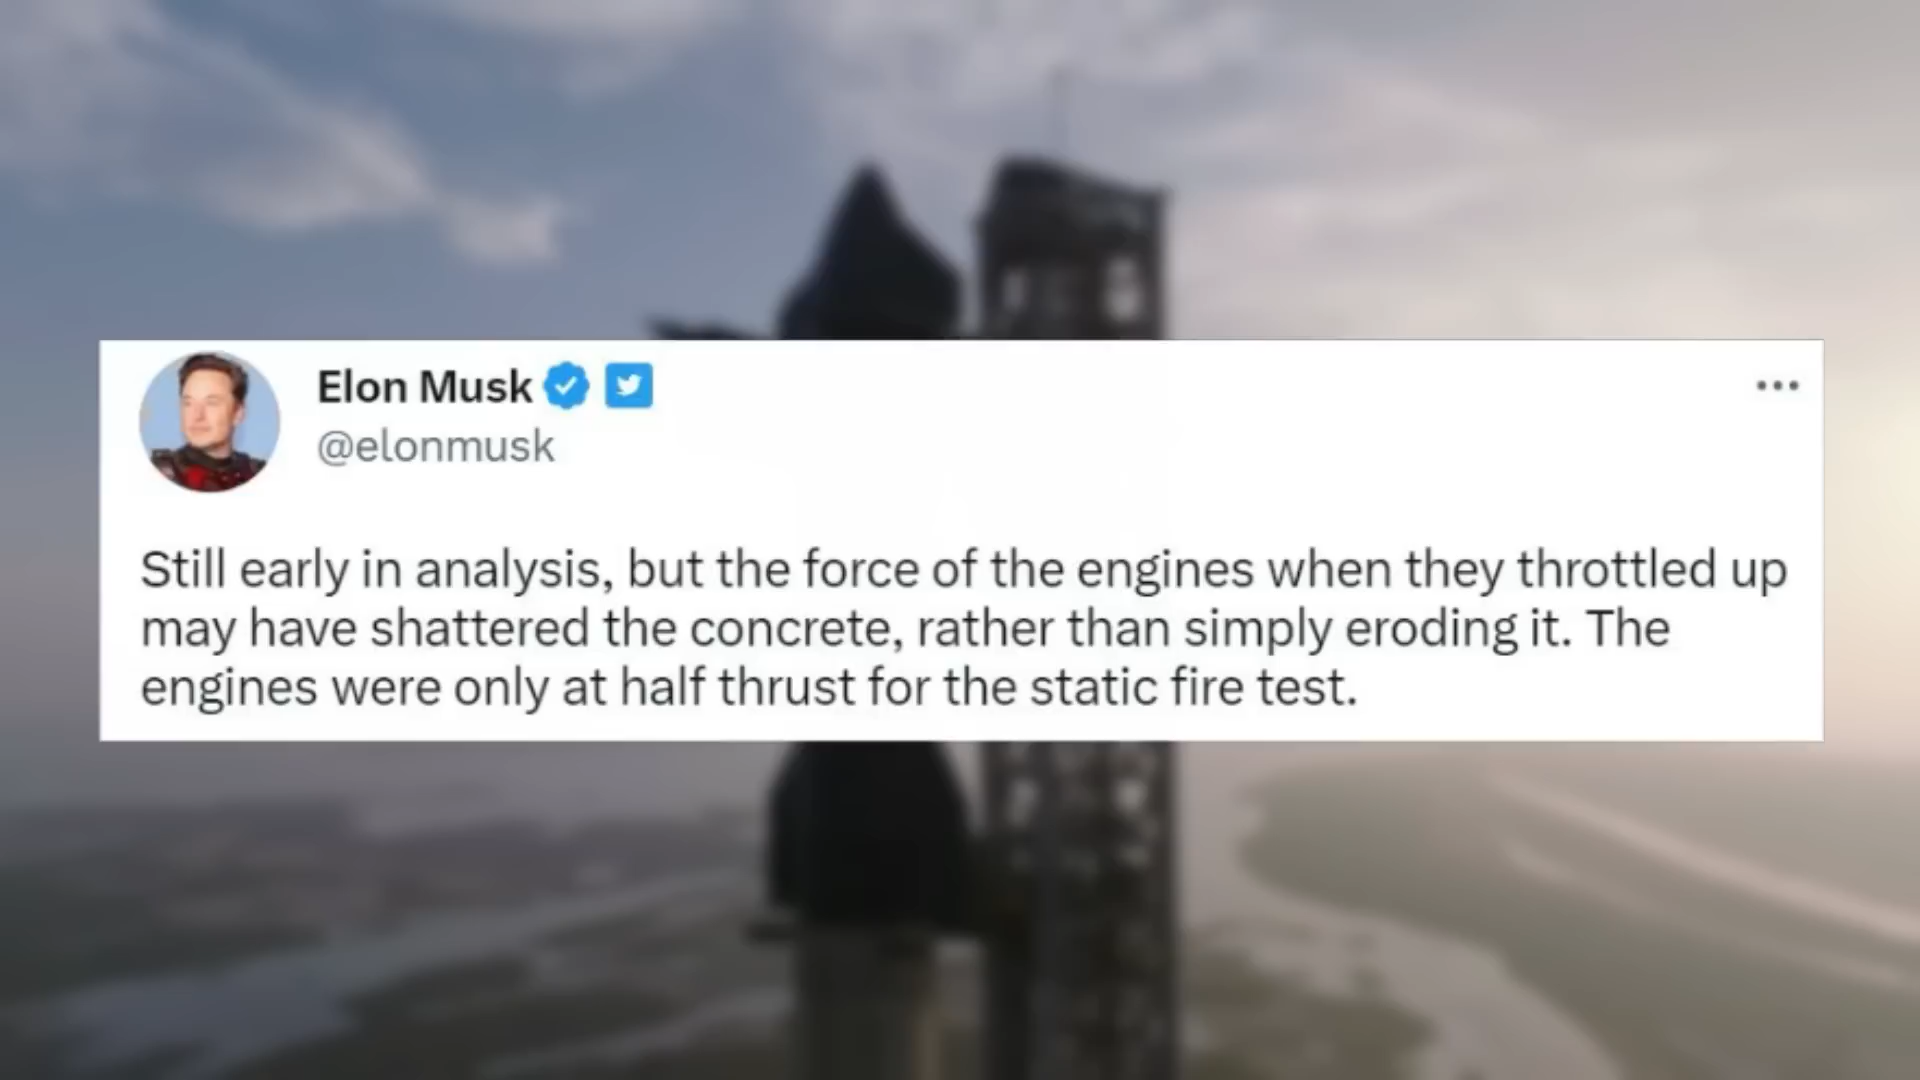 Elon Musk
@elonmusk
Still early in analysis, but the force of the engines when they throttled up
may have shattered the concrete, rather than simply eroding it. The
engines were only at half thrust for the static fire test.